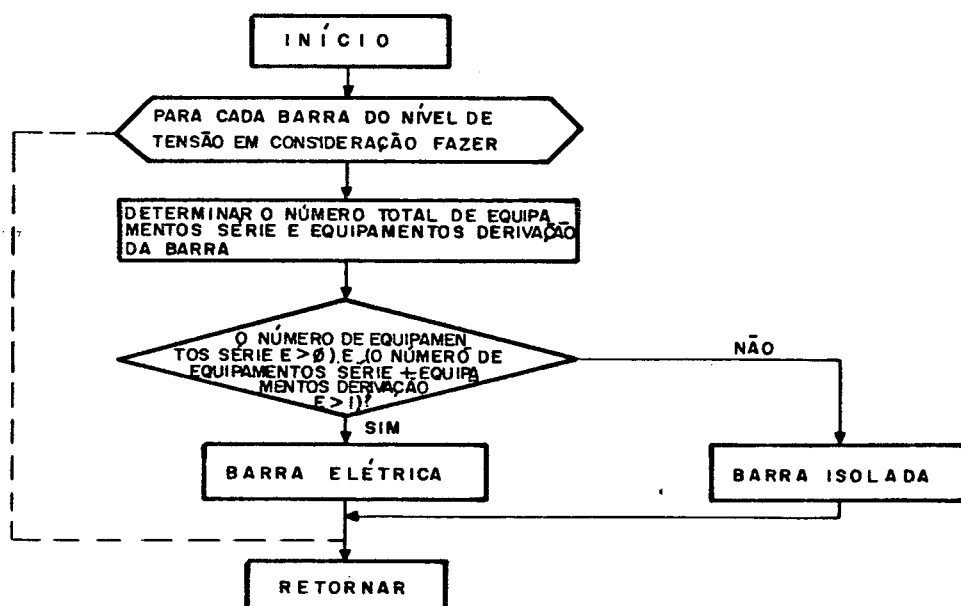 INÍCIO
PARA CADA BARRA DO NÍVEL DE
TENSÃO EM CONSIDERAÇÃO FAZER
DETERMINAR O NÚMERO TOTAL DE EQUIPA
MENTOS SÉRIE E EQUIPAMENTOS DERIVAÇÃO
DA BARRA
O NÚMERO DE EQUIPAMEN
TOS SÉRIE E > Ø) E (O NÚMERO DE
EQUIPAMENTOS SÉRIE + EQUIPA
MENTOS DERIVAÇÃO
E > 1)?
NÃO
SIM
BARRA ELÉTRICA
BARRA ISOLADA
RETORNAR